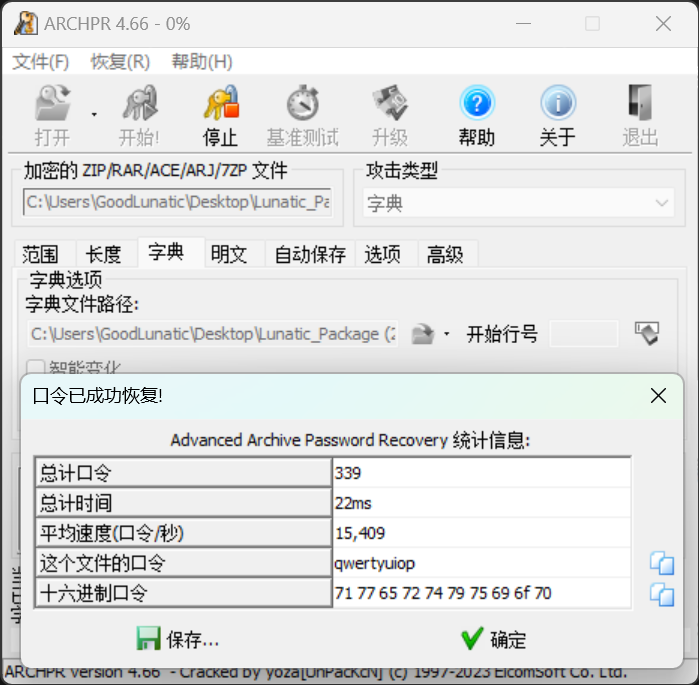 ARCHPR 4.66 - 0%
文件(F) 恢复(R) 帮助(H)
打开 开始! 停止 基准测试 升级 帮助 关于 退出
加密的 ZIP/RAR/ACE/ARJ/7ZP 文件 攻击类型
C:\Users\GoodLunatic\Desktop\Lunatic_Pa 字典
范围 长度 字典 明文 自动保存 选项 高级
字典选项
字典文件路径:
C:\Users\GoodLunatic\Desktop\Lunatic_Package (2 开始行号
智能变化
口令已成功恢复!
Advanced Archive Password Recovery 统计信息:
总计口令 339
总计时间 22ms
平均速度(口令/秒) 15,409
这个文件的口令 qwertyuiop
十六进制口令 71 77 65 72 74 79 75 69 6f 70
保存... 确定
ARCHPR version 4.66 - Cracked by yoza[UnPacKcN] (c) 1997-2023 ElcomSoft Co. Ltd.